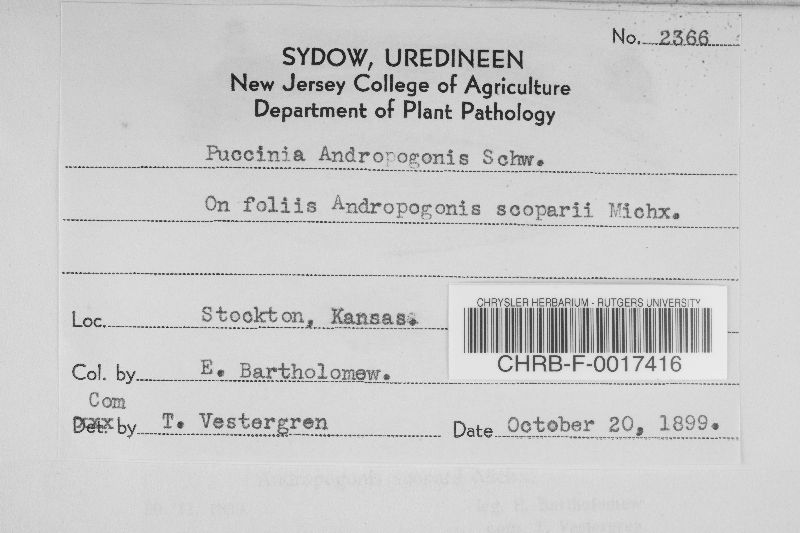 No. 2366
SYDOW, UREDINEEN
New Jersey College of Agriculture
Department of Plant Pathology
Puccinia Andropogonis Schw.
On foliis Andropogonis scoparii Michx.
Loc. Stockton, Kansas.
CHRYSLER HERBARIUM - RUTGERS UNIVERSITY
CHRB-F-0017416
Col. by E. Bartholomew.
Com
Det. by T. Vestergren
Date October 20, 1899.